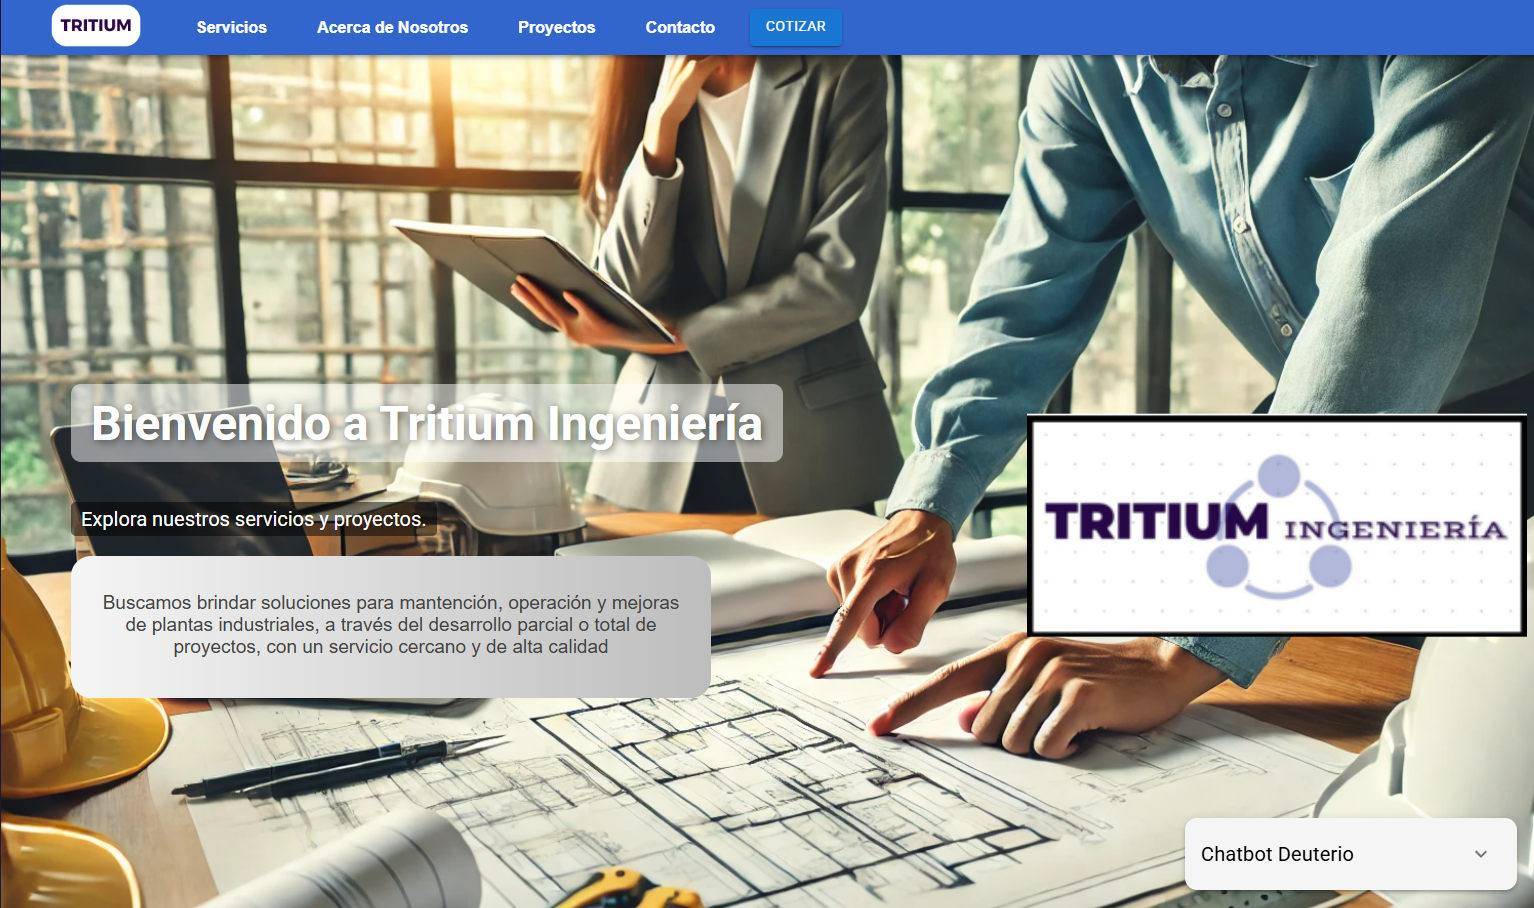 TRITIUM
Servicios
Acerca de Nosotros
Proyectos
Contacto
COTIZAR
Bienvenido a Tritium Ingeniería
Explora nuestros servicios y proyectos.
Buscamos brindar soluciones para mantención, operación y mejoras
de plantas industriales, a través del desarrollo parcial o total de
proyectos, con un servicio cercano y de alta calidad
TRITIUM INGENIERÍA
Chatbot Deuterio